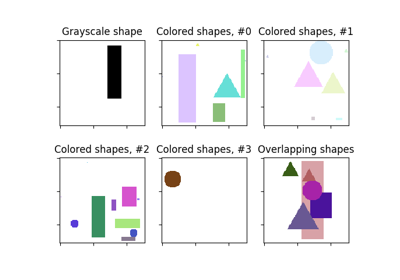 Grayscale shape
Colored shapes, #0
Colored shapes, #1
Colored shapes, #2
Colored shapes, #3
Overlapping shapes